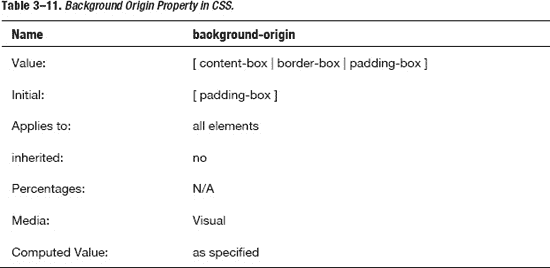 Table 3–11. Background Origin Property in CSS.
Name background-origin
Value: [ content-box | border-box | padding-box ]
Initial: [ padding-box ]
Applies to: all elements
inherited: no
Percentages: N/A
Media: Visual
Computed Value: as specified